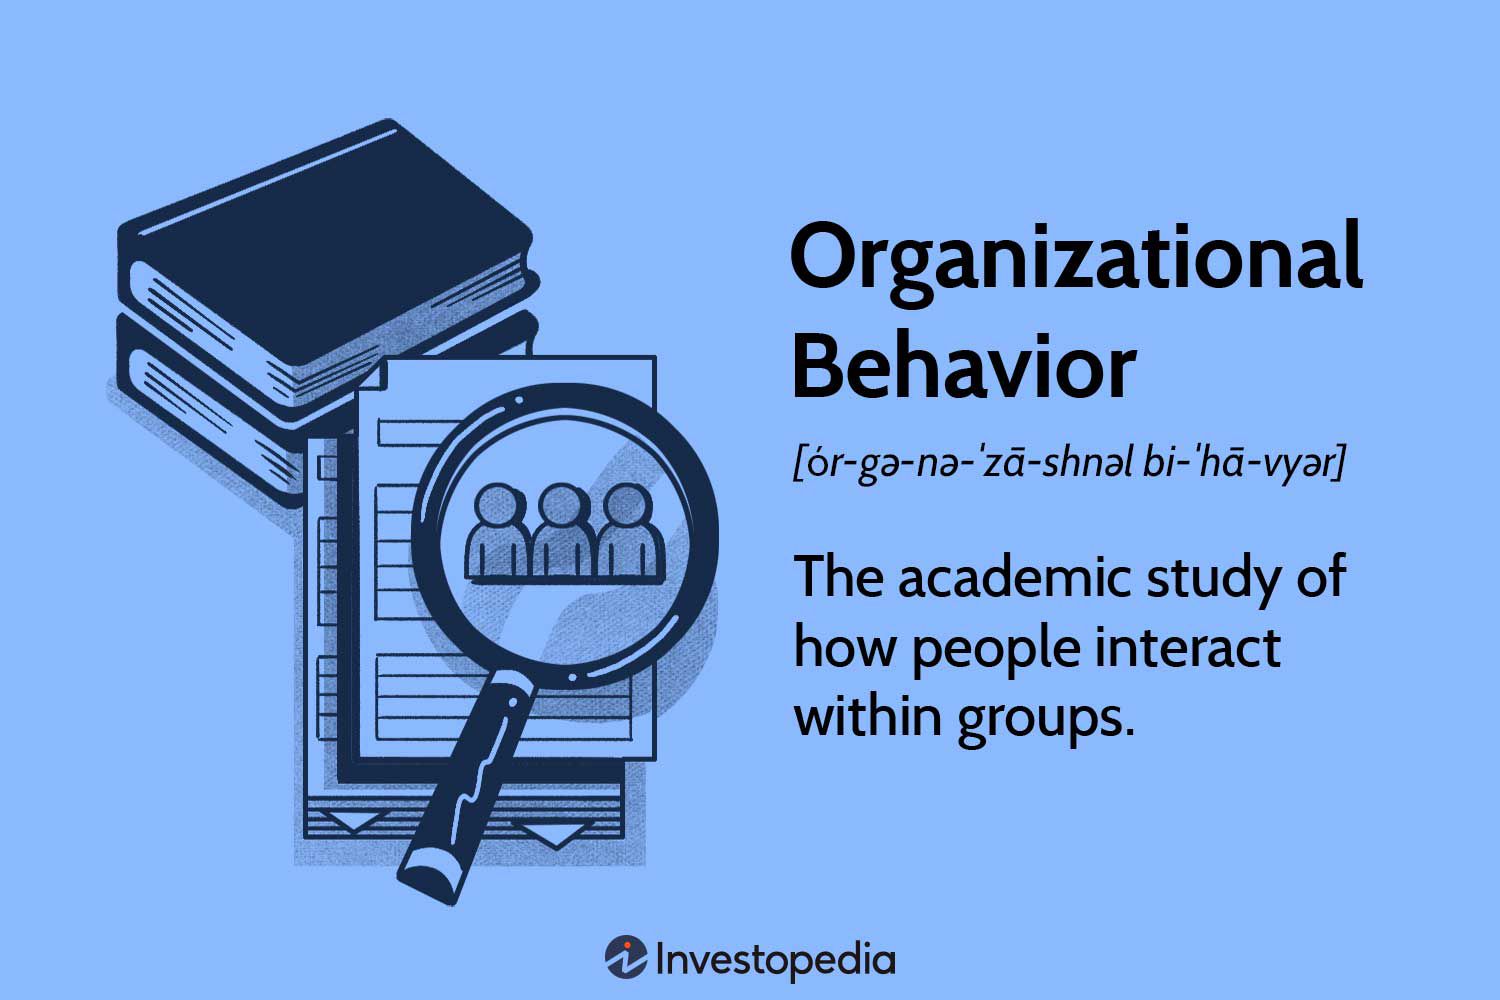 Organizational
Behavior
[ór-gə-nə-ˈzā-shnəl bi-ˈhā-vyər]
The academic study of
how people interact
within groups.
Investopedia